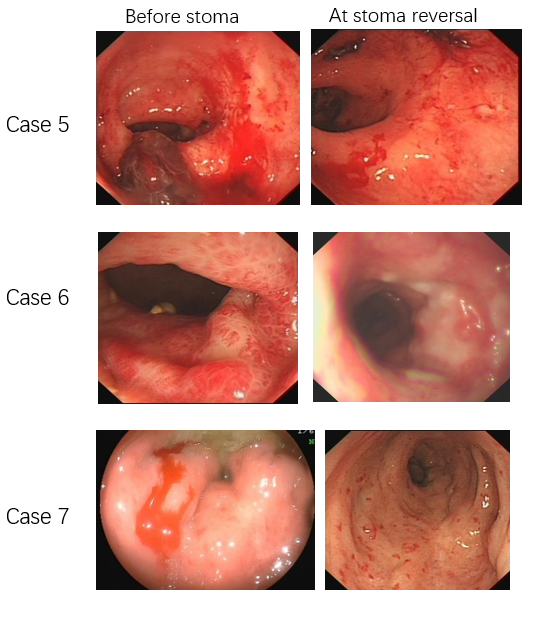 Before stoma
At stoma reversal
Case 5
Case 6
Case 7